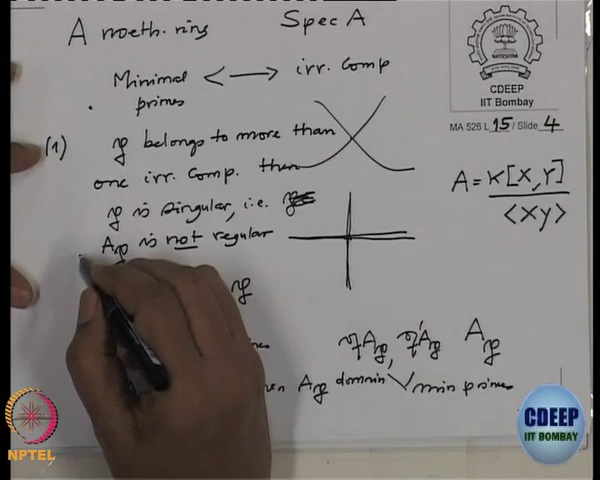 A noeth. ring Spec A
Minimal primes ⟷ irr. Comp
(1) 𝔭 belongs to more than
one irr. Comp. then
𝔭 is singular, i.e.
A𝔭 is not regular
𝔭
𝔮A𝔭, 𝔮'A𝔭 A𝔭
A𝔭 domain min primes
A = K[X,Y]
<XY>
CDEEP
IIT Bombay
MA 526 L 15 / Slide 4
NPTEL
CDEEP
IIT BOMBAY